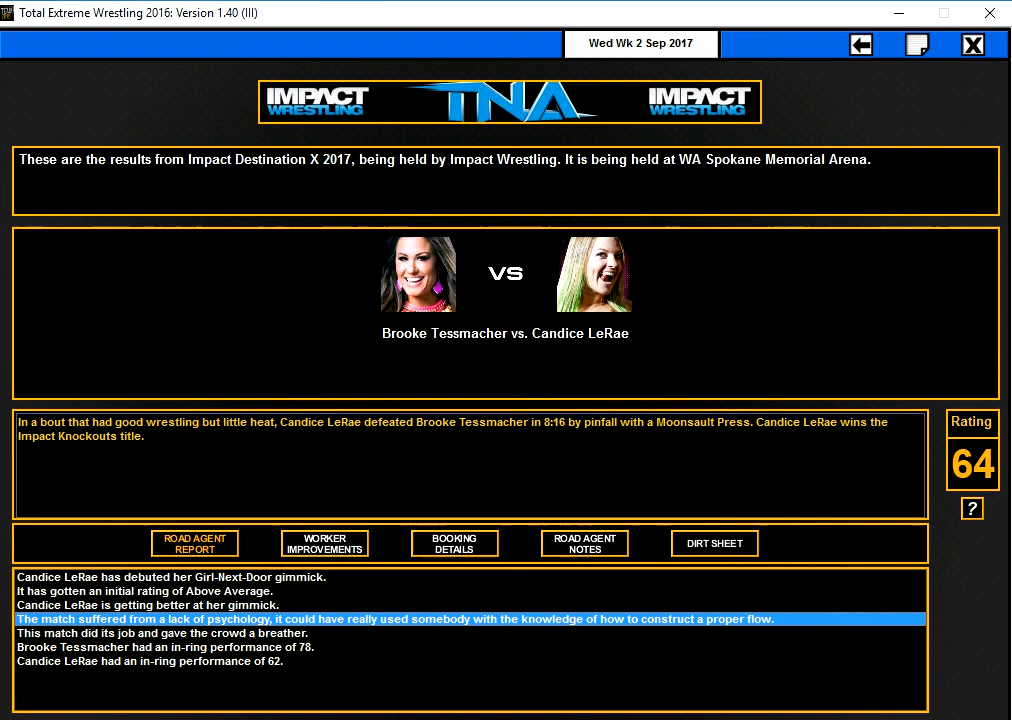 Total Extreme Wrestling 2016: Version 1.40 (III)
Wed Wk 2 Sep 2017
IMPACT WRESTLING TNA IMPACT WRESTLING
These are the results from Impact Destination X 2017, being held by Impact Wrestling. It is being held at WA Spokane Memorial Arena.
VS
Brooke Tessmacher vs. Candice LeRae
In a bout that had good wrestling but little heat, Candice LeRae defeated Brooke Tessmacher in 8:16 by pinfall with a Moonsault Press. Candice LeRae wins the
Impact Knockouts title.
Rating
64
?
ROAD AGENT REPORT
WORKER IMPROVEMENTS
BOOKING DETAILS
ROAD AGENT NOTES
DIRT SHEET
Candice LeRae has debuted her Girl-Next-Door gimmick.
It has gotten an initial rating of Above Average.
Candice LeRae is getting better at her gimmick.
The match suffered from a lack of psychology, it could have really used somebody with the knowledge of how to construct a proper flow.
This match did its job and gave the crowd a breather.
Brooke Tessmacher had an in-ring performance of 78.
Candice LeRae had an in-ring performance of 62.